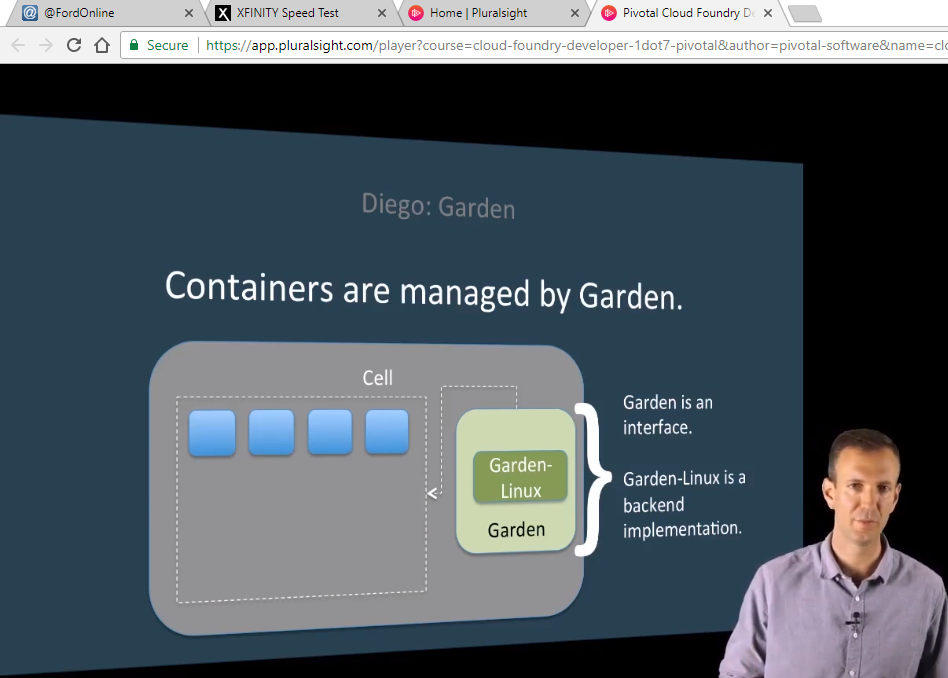 @FordOnline
XFINITY Speed Test
Home | Pluralsight
Pivotal Cloud Foundry De
Secure
https://app.pluralsight.com/player?course=cloud-foundry-developer-1dot7-pivotal&author=pivotal-software&name=clo
Diego: Garden
Containers are managed by Garden.
Cell
Garden-
Linux
Garden
Garden is an
interface.
Garden-Linux is a
backend
implementation.